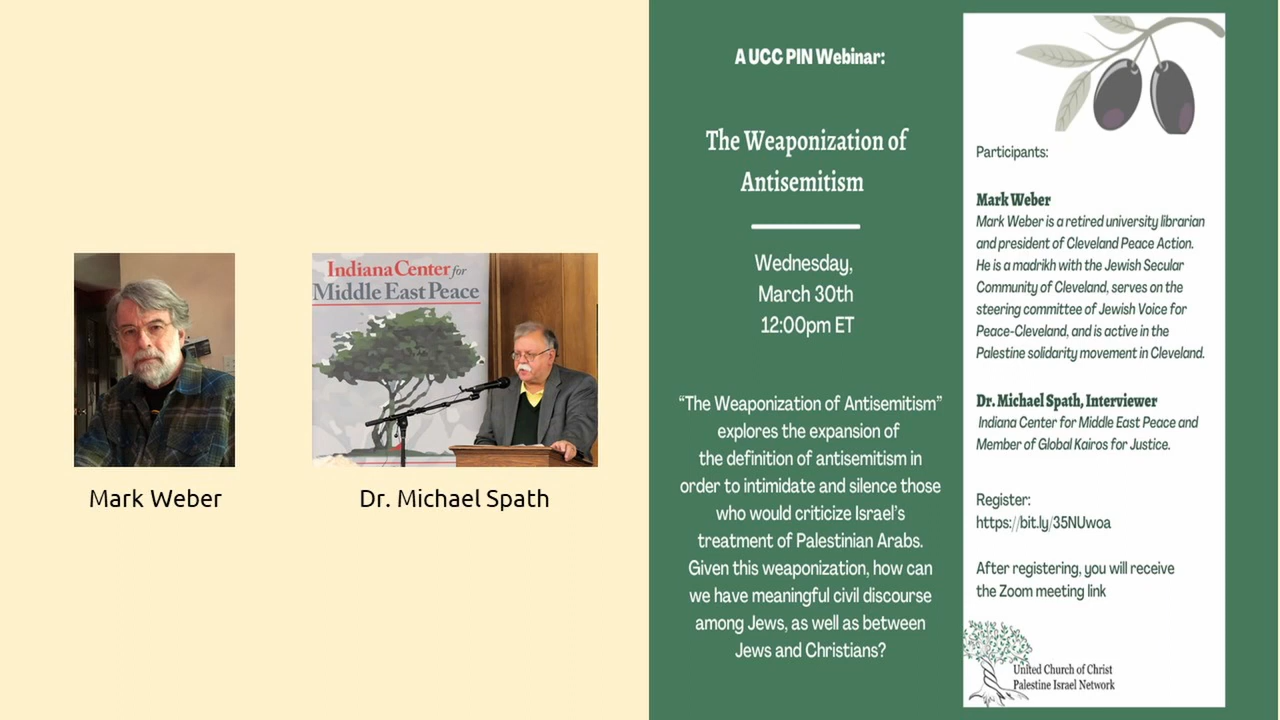 Indiana Center for
Middle East Peace
Mark Weber
Dr. Michael Spath
A UCC PIN Webinar:
The Weaponization of
Antisemitism
Wednesday,
March 30th
12:00pm ET
“The Weaponization of Antisemitism”
explores the expansion of
the definition of antisemitism in
order to intimidate and silence those
who would criticize Israel’s
treatment of Palestinian Arabs.
Given this weaponization, how can
we have meaningful civil discourse
among Jews, as well as between
Jews and Christians?
Participants:
Mark Weber
Mark Weber is a retired university librarian
and president of Cleveland Peace Action.
He is a madrikh with the Jewish Secular
Community of Cleveland, serves on the
steering committee of Jewish Voice for
Peace-Cleveland, and is active in the
Palestine solidarity movement in Cleveland.
Dr. Michael Spath, Interviewer
Indiana Center for Middle East Peace and
Member of Global Kairos for Justice.
Register:
https://bit.ly/35NUwoa
After registering, you will receive
the Zoom meeting link
United Church of Christ
Palestine Israel Network